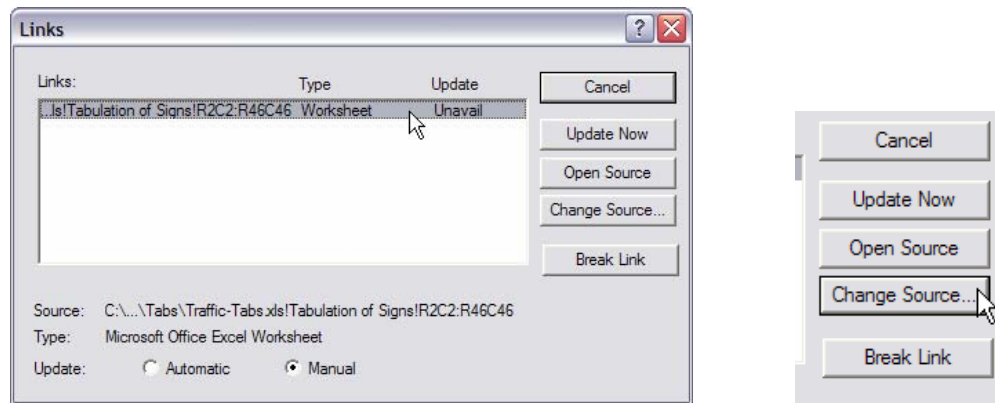 Links
Links: Type Update
...ls!Tabulation of Signs!R2C2:R46C46 Worksheet Unavail
Cancel
Update Now
Open Source
Change Source...
Break Link
Source: C:\...\Tabs\Traffic-Tabs.xls!Tabulation of Signs!R2C2:R46C46
Type: Microsoft Office Excel Worksheet
Update: Automatic Manual
Cancel
Update Now
Open Source
Change Source...
Break Link